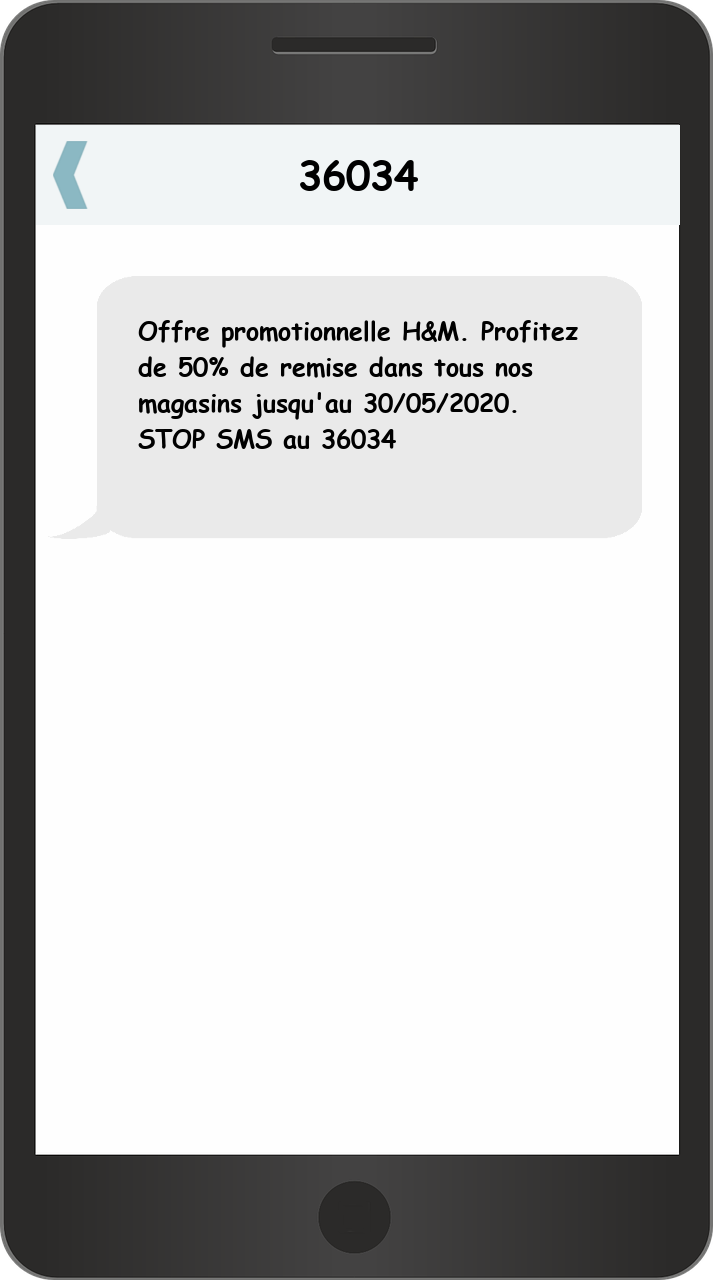 36034
Offre promotionnelle H&M. Profitez
de 50% de remise dans tous nos
magasins jusqu'au 30/05/2020.
STOP SMS au 36034